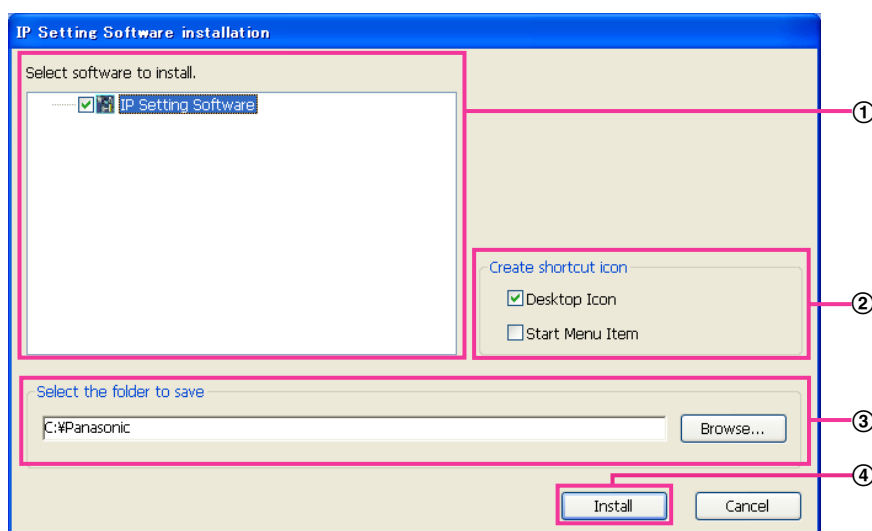 IP Setting Software installation
Select software to install.
IP Setting Software
①
Create shortcut icon
Desktop Icon
Start Menu Item
②
Select the folder to save
C:¥Panasonic
Browse...
③
④
Install
Cancel